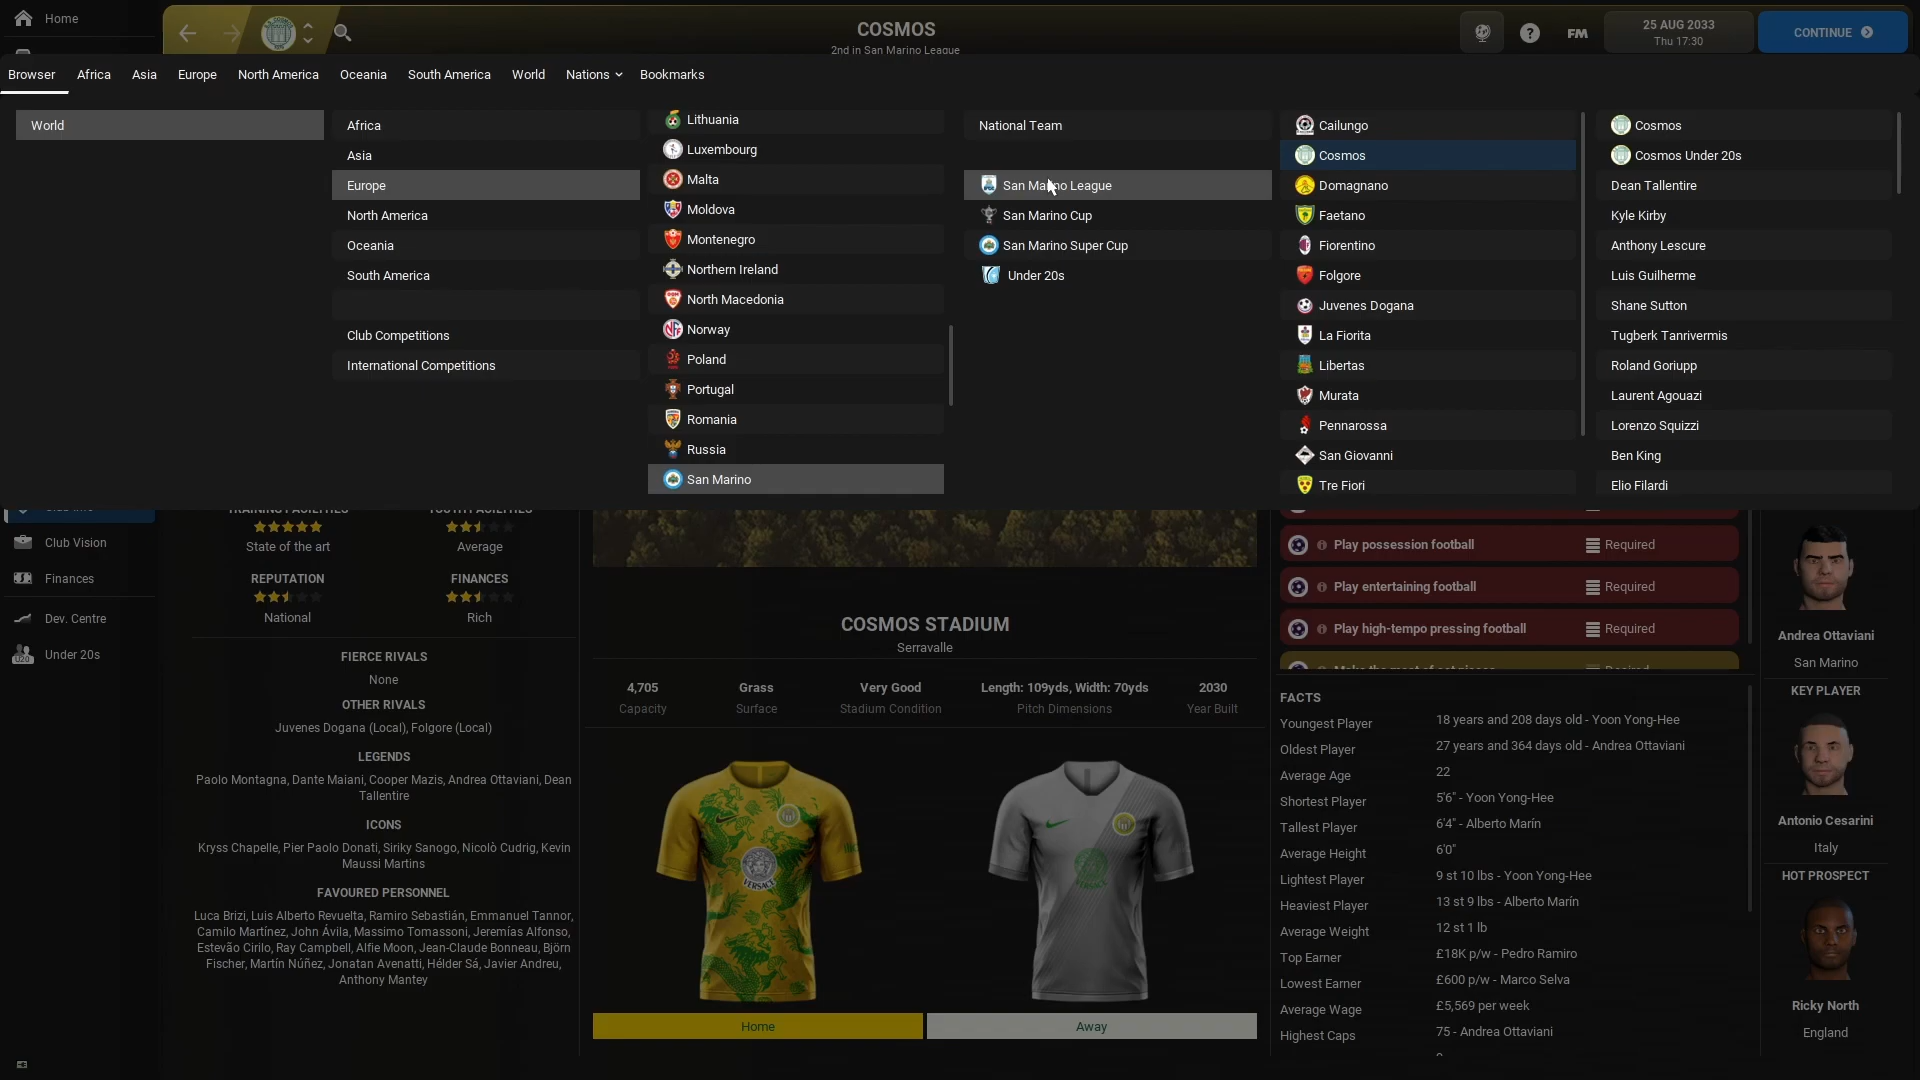 Home
COSMOS
2nd in San Marino League
25 AUG 2033
Thu 17:30
FM
CONTINUE
Browser
Africa
Asia
Europe
North America
Oceania
South America
World
Nations
Bookmarks
World
Africa
Asia
Europe
North America
Oceania
South America
Club Competitions
International Competitions
Lithuania
Luxembourg
Malta
Moldova
Montenegro
Northern Ireland
North Macedonia
Norway
Poland
Portugal
Romania
Russia
San Marino
National Team
San Marino League
San Marino Cup
San Marino Super Cup
Under 20s
Cailungo
Cosmos
Domagnano
Faetano
Fiorentino
Folgore
Juvenes Dogana
La Fiorita
Libertas
Murata
Pennarossa
San Giovanni
Tre Fiori
Cosmos
Cosmos Under 20s
Dean Tallentire
Kyle Kirby
Anthony Lescure
Luis Guilherme
Shane Sutton
Tugberk Tanrivermis
Roland Goriupp
Laurent Agouazi
Lorenzo Squizzi
Ben King
Elio Filardi
Club Vision
Finances
Dev. Centre
Under 20s
TRAINING FACILITIES
State of the art
YOUTH FACILITIES
Average
REPUTATION
National
FINANCES
Rich
FIERCE RIVALS
None
OTHER RIVALS
Juvenes Dogana (Local), Folgore (Local)
LEGENDS
Paolo Montagna, Dante Maiani, Cooper Mazis, Andrea Ottaviani, Dean
Tallentire
ICONS
Kryss Chapelle, Pier Paolo Donati, Siriky Sanogo, Nicolò Cudrig, Kevin
Maussi Martins
FAVOURED PERSONNEL
Luca Brizi, Luis Alberto Revuelta, Ramiro Sebastián, Emmanuel Tannor,
Camilo Martínez, John Ávila, Massimo Tomassoni, Jeremías Alfonso,
Estevão Cirilo, Ray Campbell, Alfie Moon, Jean-Claude Bonneau, Björn
Fischer, Martín Núñez, Jonatan Avenatti, Hélder Sá, Javier Andreu,
Anthony Mantey
COSMOS STADIUM
Serravalle
4,705
Capacity
Grass
Surface
Very Good
Stadium Condition
Length: 109yds, Width: 70yds
Pitch Dimensions
2030
Year Built
VERSACE
VERSACE
Home
Away
Play possession football
Required
Play entertaining football
Required
Play high-tempo pressing football
Required
FACTS
Youngest Player
18 years and 208 days old - Yoon Yong-Hee
Oldest Player
27 years and 364 days old - Andrea Ottaviani
Average Age
22
Shortest Player
5'6" - Yoon Yong-Hee
Tallest Player
6'4" - Alberto Marín
Average Height
6'0"
Lightest Player
9 st 10 lbs - Yoon Yong-Hee
Heaviest Player
13 st 9 lbs - Alberto Marín
Average Weight
12 st 1 lb
Top Earner
£18K p/w - Pedro Ramiro
Lowest Earner
£600 p/w - Marco Selva
Average Wage
£5,569 per week
Highest Caps
75 - Andrea Ottaviani
Andrea Ottaviani
San Marino
KEY PLAYER
Antonio Cesarini
Italy
HOT PROSPECT
Ricky North
England